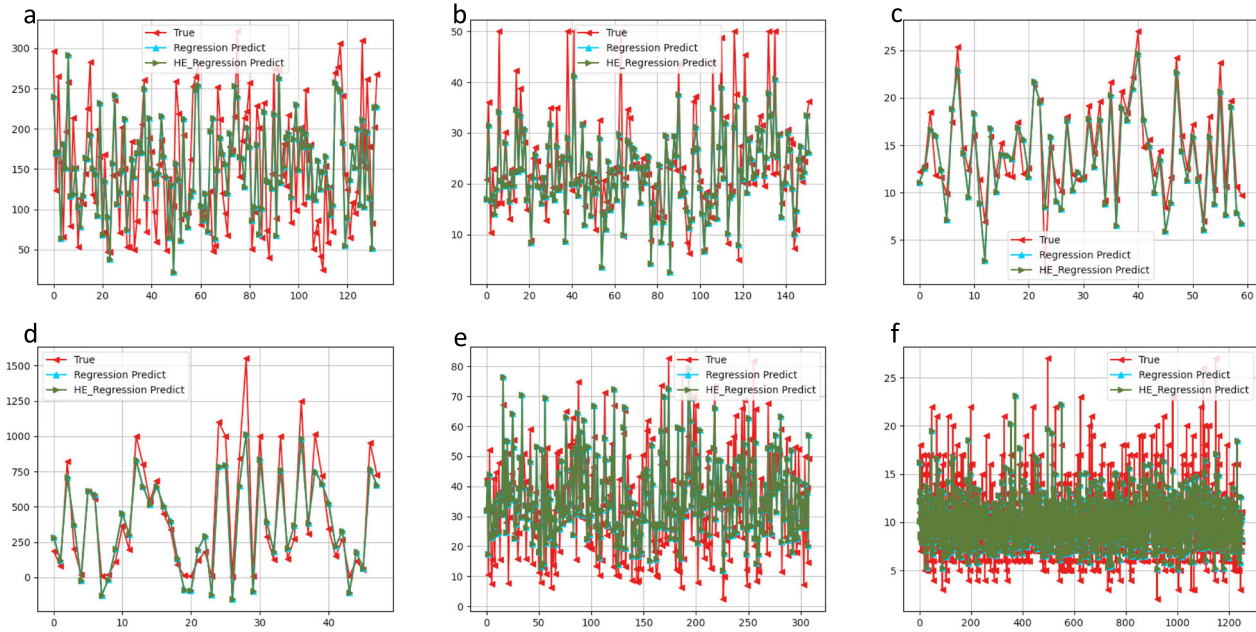 a
True
Regression Predict
HE_Regression Predict
300
250
200
150
100
50
0 20 40 60 80 100 120
b
True
Regression Predict
HE_Regression Predict
50
40
30
20
10
0 20 40 60 80 100 120 140
c
25
20
15
10
5
True
Regression Predict
HE_Regression Predict
0 10 20 30 40 50 60
d
True
Regression Predict
HE_Regression Predict
1500
1250
1000
750
500
250
0
0 10 20 30 40
e
True
Regression Predict
HE_Regression Predict
80
70
60
50
40
30
20
10
0
0 50 100 150 200 250 300
f
True
Regression Predict
HE_Regression Predict
25
20
15
10
5
0 200 400 600 800 1000 1200